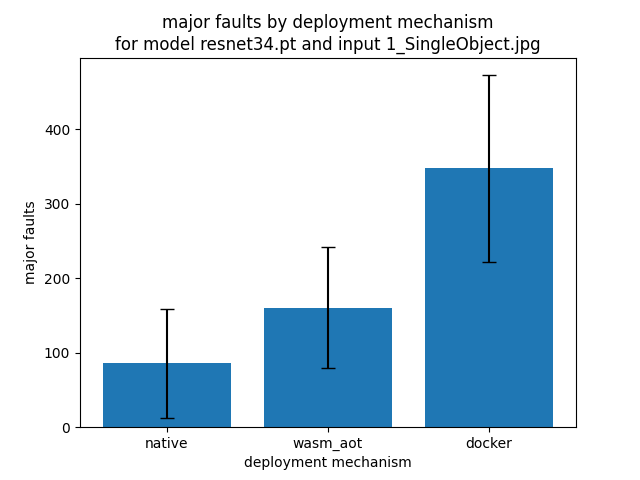 major faults by deployment mechanism
for model resnet34.pt and input 1_SingleObject.jpg
400
300
200
100
0
major faults
native
wasm_aot
docker
deployment mechanism